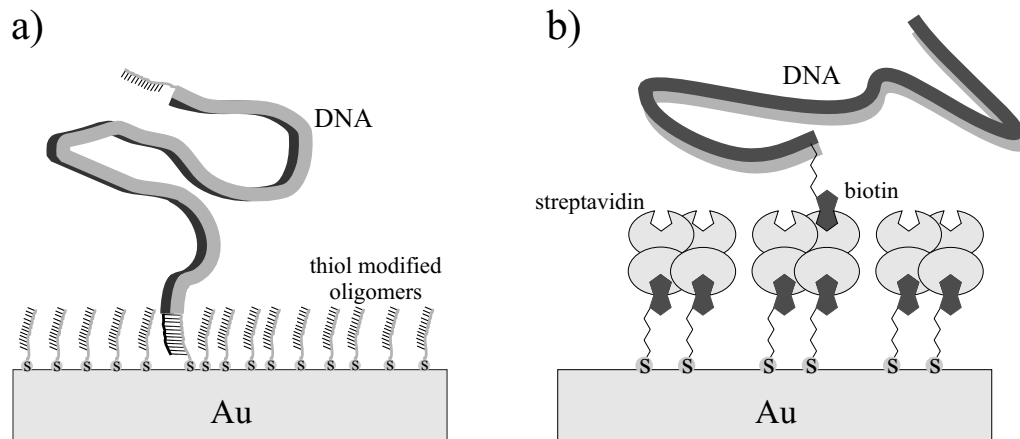 a)
DNA
thiol modified
oligomers
s s s s s s s s s s s s s s
Au
b)
DNA
biotin
streptavidin
s s s s s s
Au